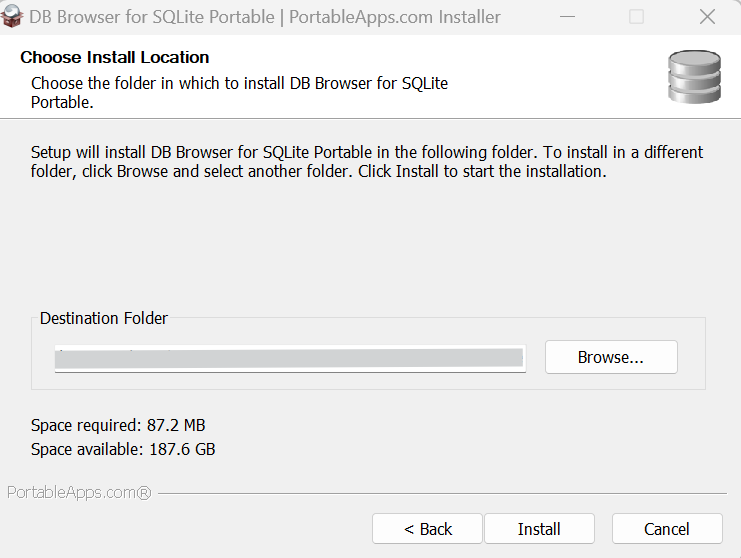 DB Browser for SQLite Portable | PortableApps.com Installer
Choose Install Location
Choose the folder in which to install DB Browser for SQLite
Portable.
Setup will install DB Browser for SQLite Portable in the following folder. To install in a different
folder, click Browse and select another folder. Click Install to start the installation.
Destination Folder
Browse...
Space required: 87.2 MB
Space available: 187.6 GB
PortableApps.com®
< Back
Install
Cancel